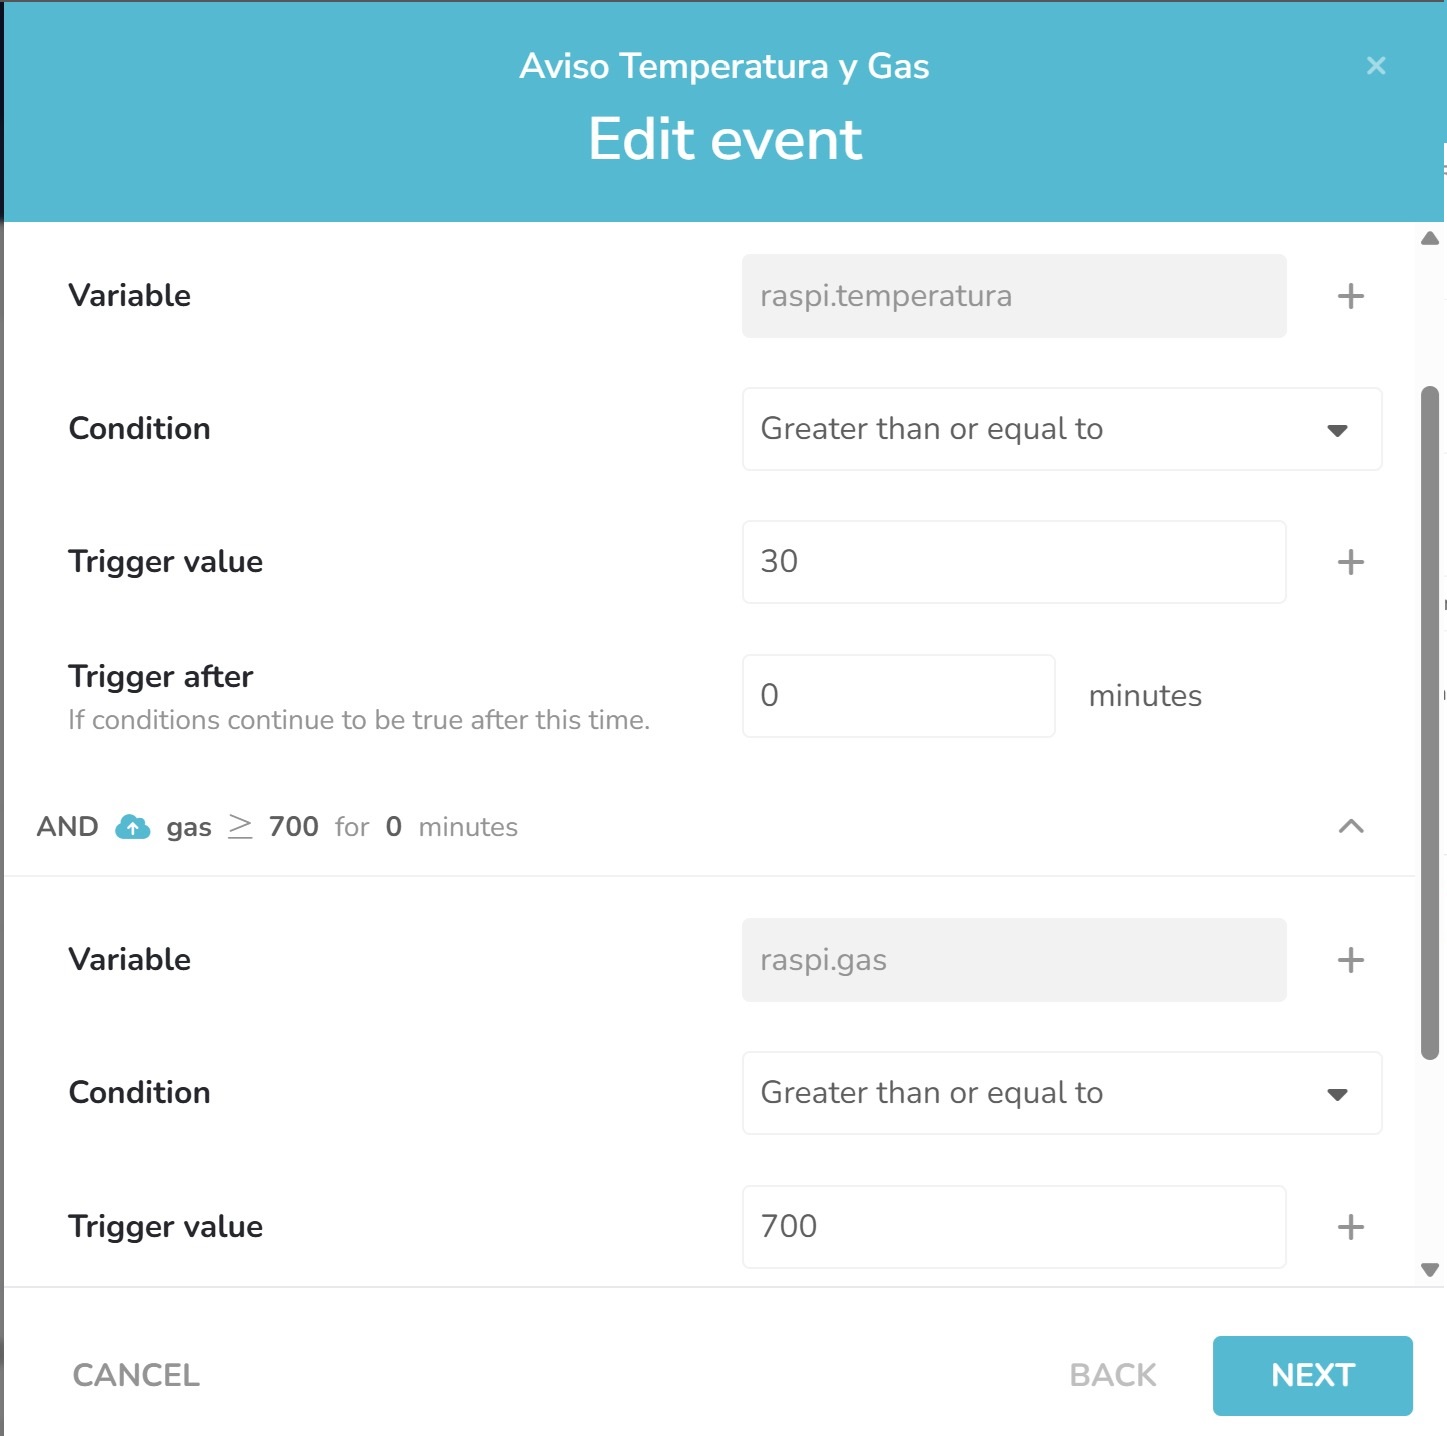 Aviso Temperatura y Gas
Edit event
Variable raspi.temperatura
Condition Greater than or equal to
Trigger value 30
Trigger after 0 minutes
If conditions continue to be true after this time.
AND gas ≥ 700 for 0 minutes
Variable raspi.gas
Condition Greater than or equal to
Trigger value 700
CANCEL BACK NEXT